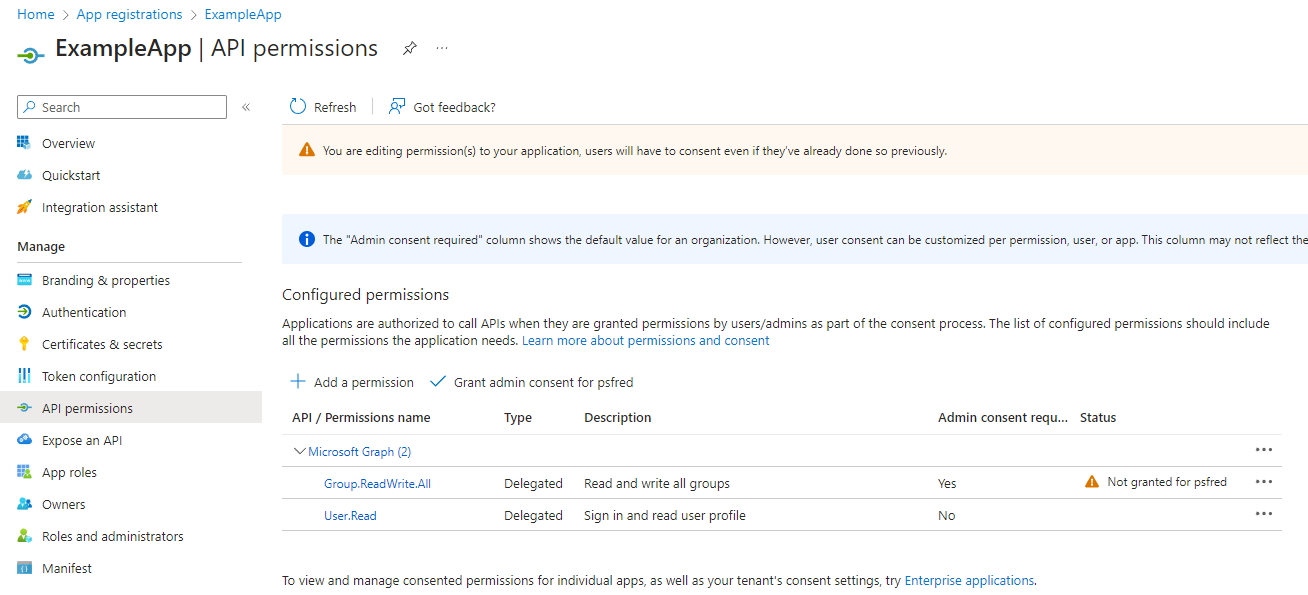 Home > App registrations > ExampleApp
ExampleApp | API permissions ...
Search «
Overview
Quickstart
Integration assistant
Manage
Branding & properties
Authentication
Certificates & secrets
Token configuration
API permissions
Expose an API
App roles
Owners
Roles and administrators
Manifest
Refresh | Got feedback?
You are editing permission(s) to your application, users will have to consent even if they've already done so previously.
The "Admin consent required" column shows the default value for an organization. However, user consent can be customized per permission, user, or app. This column may not reflect the
Configured permissions
Applications are authorized to call APIs when they are granted permissions by users/admins as part of the consent process. The list of configured permissions should include
all the permissions the application needs. Learn more about permissions and consent
Add a permission Grant admin consent for psfred
API / Permissions name Type Description Admin consent requ... Status
Microsoft Graph (2) ...
Group.ReadWrite.All Delegated Read and write all groups Yes Not granted for psfred ...
User.Read Delegated Sign in and read user profile No ...
To view and manage consented permissions for individual apps, as well as your tenant's consent settings, try Enterprise applications.